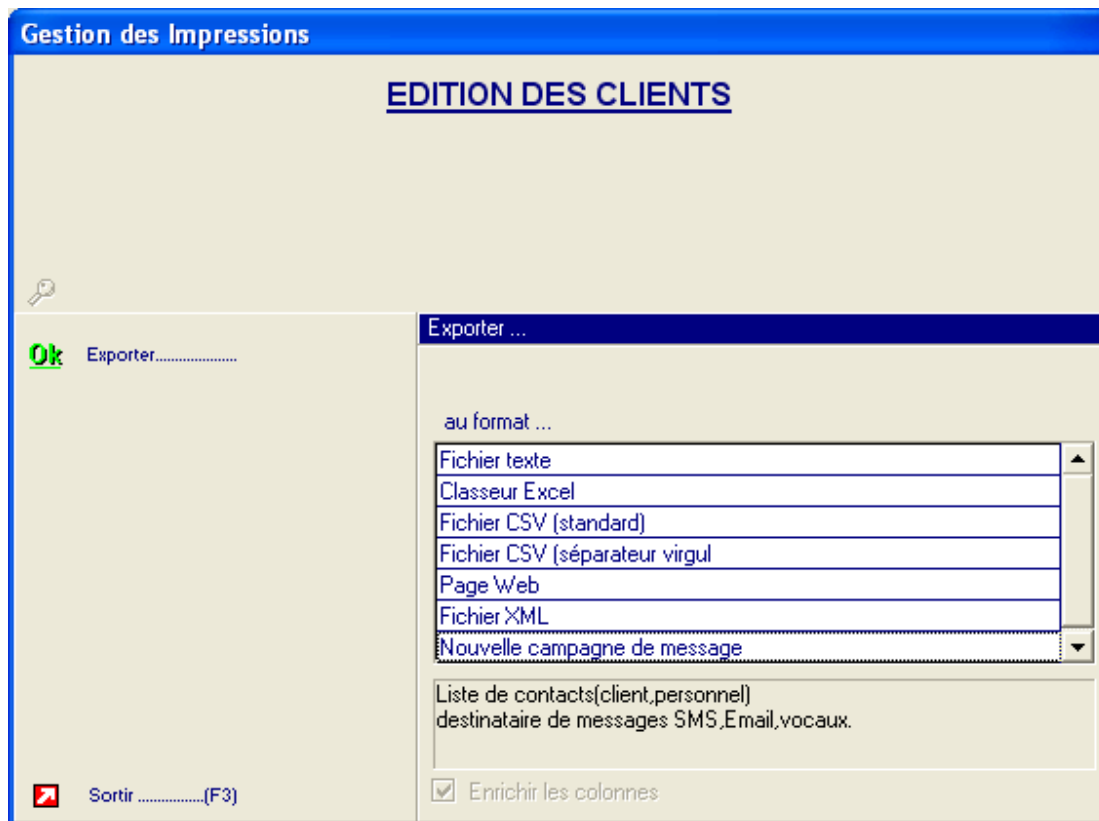 Gestion des Impressions
EDITION DES CLIENTS
Exporter ...
Ok Exporter.....................
au format ...
Fichier texte
Classeur Excel
Fichier CSV (standard)
Fichier CSV (séparateur virgul
Page Web
Fichier XML
Nouvelle campagne de message
Liste de contacts(client,personnel)
destinataire de messages SMS,Email,vocaux.
Sortir ................(F3)
Enrichir les colonnes